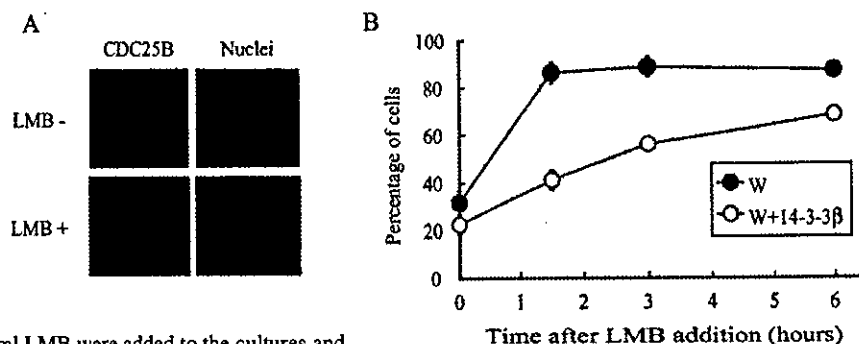 A
CDC25B Nuclei
LMB -
LMB +
B
Percentage of cells
100
80
60
40
20
0
0 1 2 3 4 5 6
Time after LMB addition (hours)
W
W+14-3-3β
ml LMB were added to the cultures and